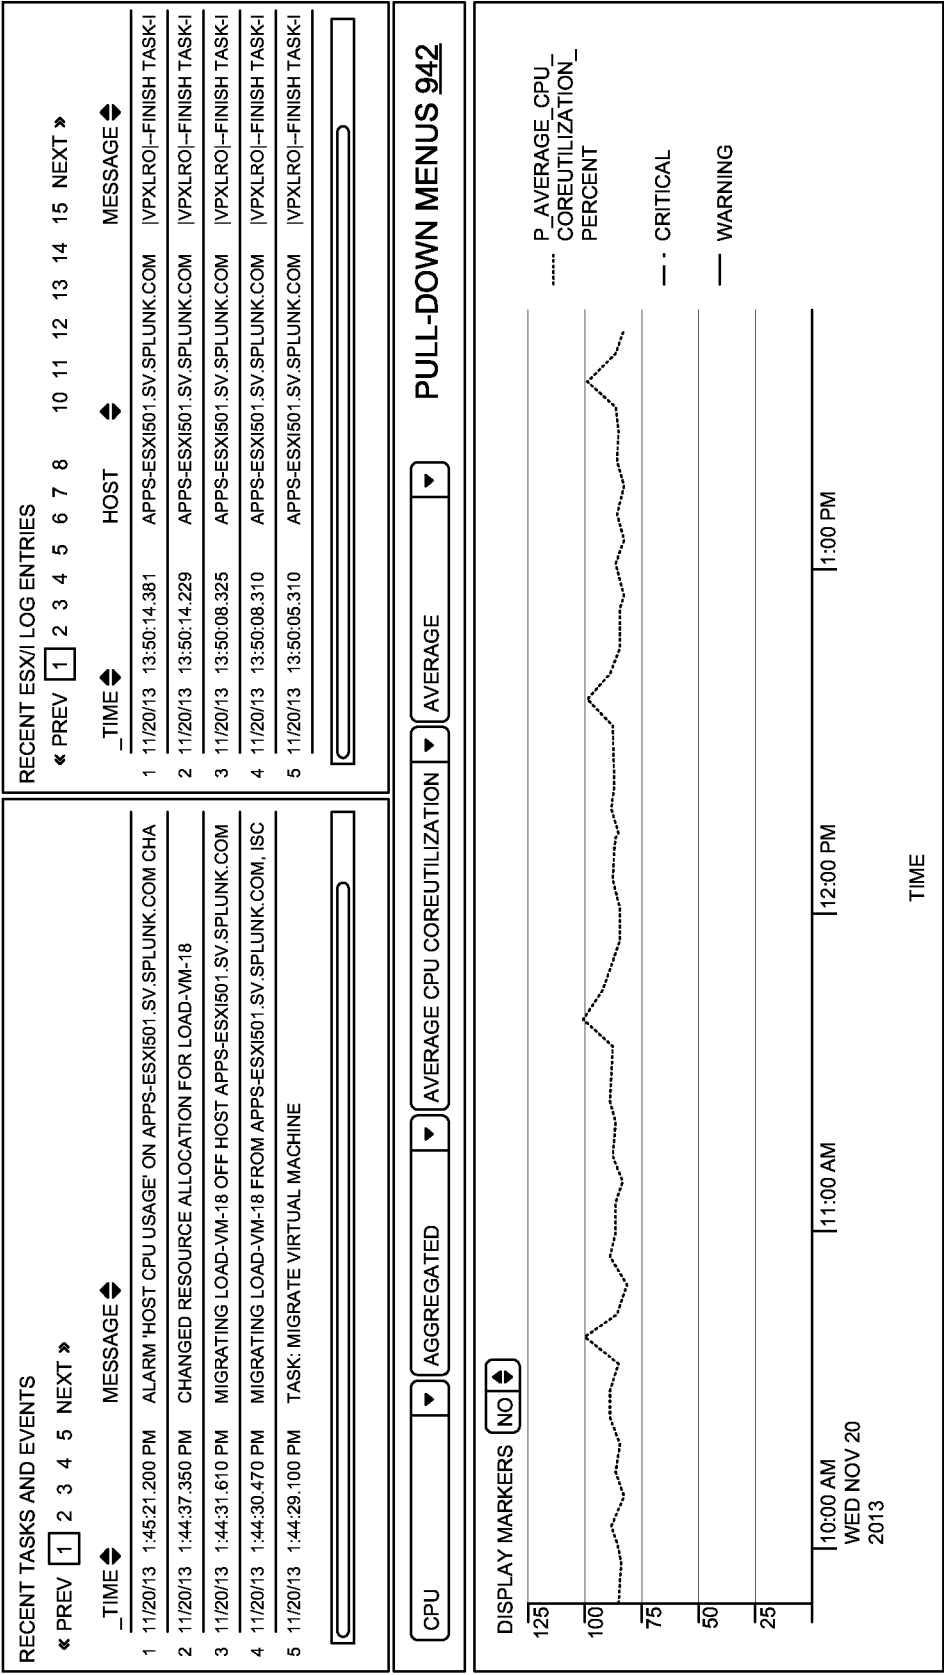 RECENT TASKS AND EVENTS
« PREV 1 2 3 4 5 NEXT »
_TIME MESSAGE
1 11/20/13 1:45:21.200 PM ALARM 'HOST CPU USAGE' ON APPS-ESXI501.SV.SPLUNK.COM CHA
2 11/20/13 1:44:37.350 PM CHANGED RESOURCE ALLOCATION FOR LOAD-VM-18
3 11/20/13 1:44:31.610 PM MIGRATING LOAD-VM-18 OFF HOST APPS-ESXI501.SV.SPLUNK.COM
4 11/20/13 1:44:30.470 PM MIGRATING LOAD-VM-18 FROM APPS-ESXI501.SV.SPLUNK.COM, ISC
5 11/20/13 1:44:29.100 PM TASK: MIGRATE VIRTUAL MACHINE
RECENT ESX/I LOG ENTRIES
« PREV 1 2 3 4 5 6 7 8 10 11 12 13 14 15 NEXT »
_TIME HOST MESSAGE
1 11/20/13 13:50:14.381 APPS-ESXI501.SV.SPLUNK.COM |VPXLRO|--FINISH TASK-I
2 11/20/13 13:50:14.229 APPS-ESXI501.SV.SPLUNK.COM |VPXLRO|--FINISH TASK-I
3 11/20/13 13:50:08.325 APPS-ESXI501.SV.SPLUNK.COM |VPXLRO|--FINISH TASK-I
4 11/20/13 13:50:08.310 APPS-ESXI501.SV.SPLUNK.COM |VPXLRO|--FINISH TASK-I
5 11/20/13 13:50:05.310 APPS-ESXI501.SV.SPLUNK.COM |VPXLRO|--FINISH TASK-I
CPU AGGREGATED AVERAGE CPU COREUTILIZATION AVERAGE PULL-DOWN MENUS 942
DISPLAY MARKERS NO
125
100
75
50
25
P_AVERAGE_CPU_
COREUTILIZATION_
PERCENT
CRITICAL
WARNING
10:00 AM 11:00 AM 12:00 PM 1:00 PM
WED NOV 20
2013
TIME